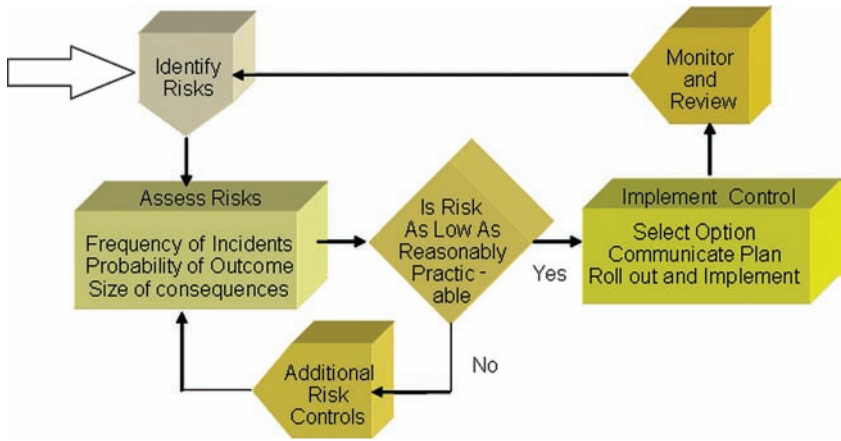 Identify
Risks
Monitor
and
Review
Assess Risks
Frequency of Incidents
Probability of Outcome
Size of consequences
Is Risk
As Low As
Reasonably
Practic -
able
Yes
Implement Control
Select Option
Communicate Plan
Roll out and Implement
No
Additional
Risk
Controls